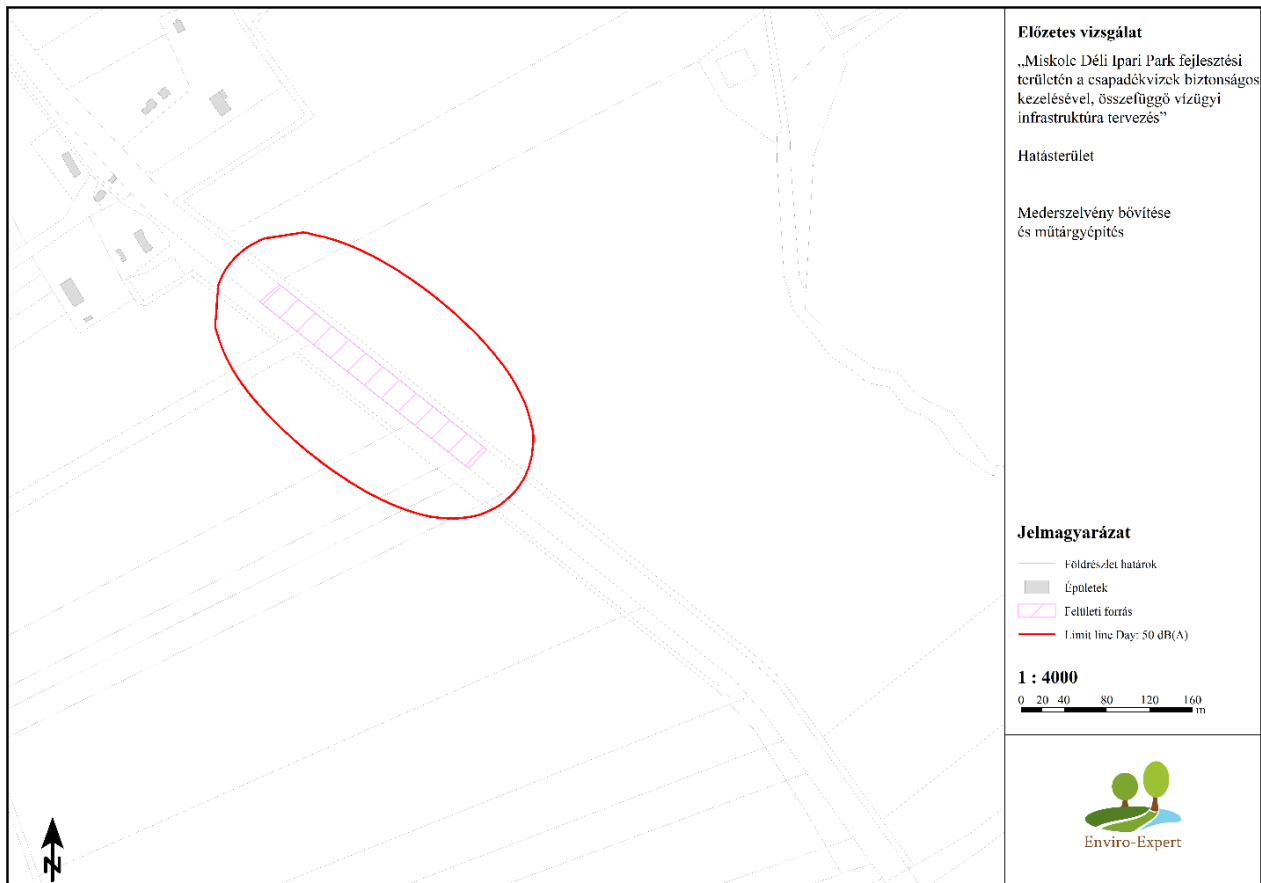 Előzetes vizsgálat
„Miskolc Déli Ipari Park fejlesztési
területén a csapadékvizek biztonságos
kezelésével, összefüggő vízügyi
infrastruktúra tervezés”
Hatásterület
Mederszelvény bővítése
és műtárgyépítés
Jelmagyarázat
Földrészlet határok
Épületek
Felületi forrás
Limit line Day: 50 dB(A)
1 : 4000
0 20 40 80 120 160
m
Enviro-Expert
N